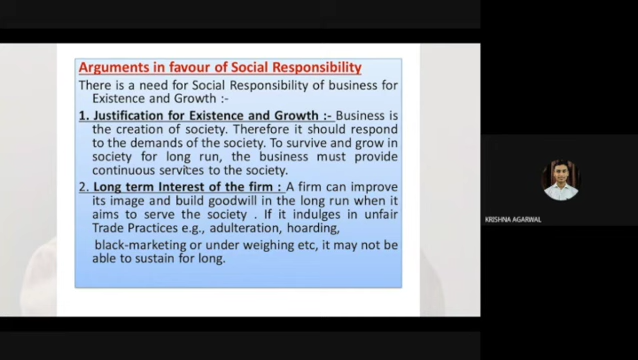 Arguments in favour of Social Responsibility
There is a need for Social Responsibility of business for
Existence and Growth :-
1. Justification for Existence and Growth :- Business is
the creation of society. Therefore it should respond
to the demands of the society. To survive and grow in
society for long run, the business must provide
continuous services to the society.
2. Long term Interest of the firm : A firm can improve
its image and build goodwill in the long run when it
aims to serve the society . If it indulges in unfair
Trade Practices e.g., adulteration, hoarding,
black-marketing or under weighing etc, it may not be
able to sustain for long.
KRISHNA AGARWAL